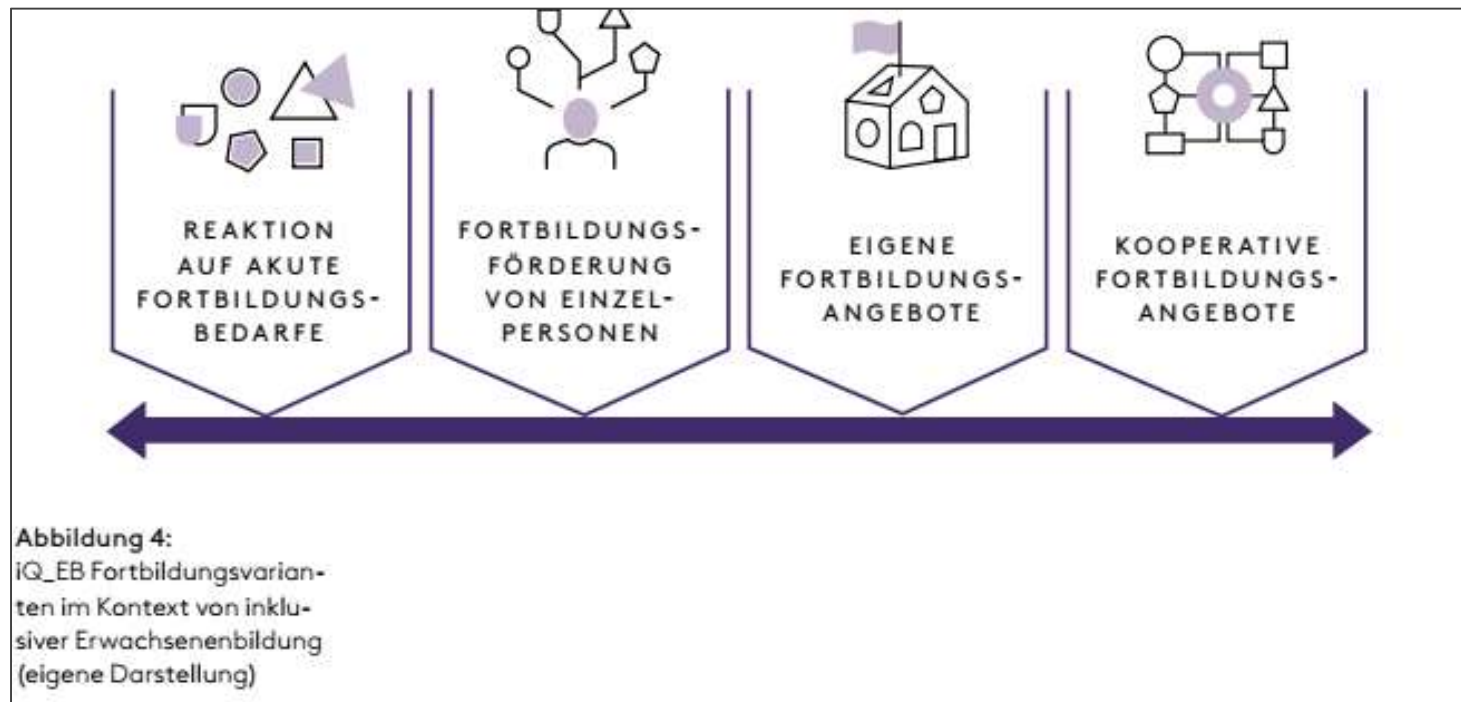 REAKTION
AUF AKUTE
FORTBILDUNGS-
BEDARFE
FORTBILDUNGS-
FÖRDERUNG
VON EINZEL-
PERSONEN
EIGENE
FORTBILDUNGS-
ANGEBOTE
KOOPERATIVE
FORTBILDUNGS-
ANGEBOTE
Abbildung 4:
iQ_EB Fortbildungsvarian-
ten im Kontext von inklu-
siver Erwachsenenbildung
(eigene Darstellung)